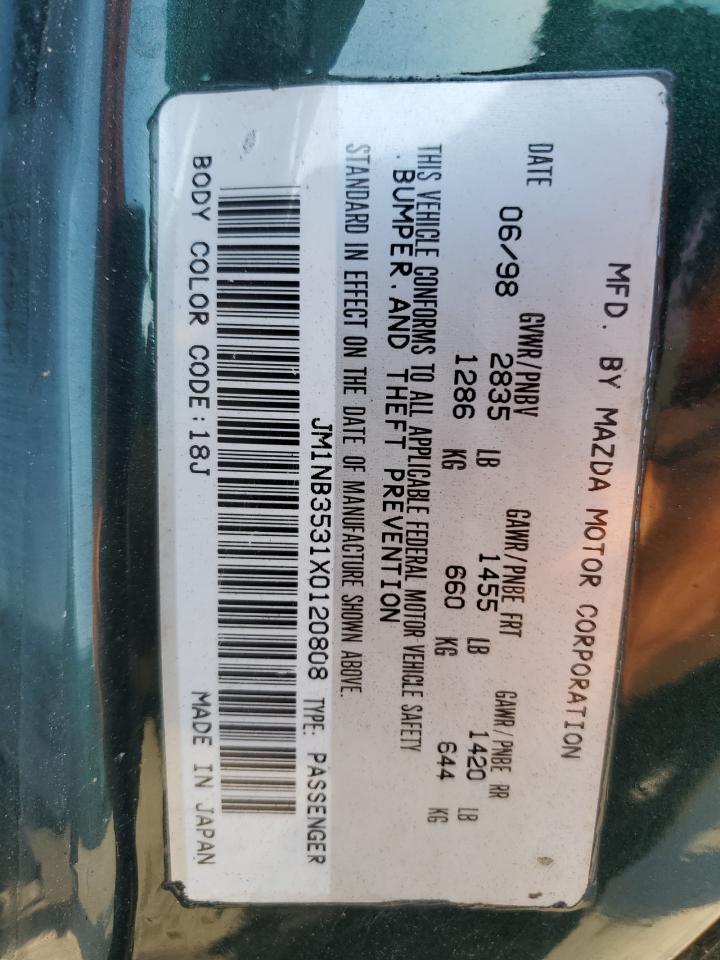 MFD. BY MAZDA MOTOR CORPORATION
DATE GVWR/PNBV GAWR/PNBE FRT GAWR/PNBE RR
06/98 2835 LB 1455 LB 1420 LB
1286 KG 660 KG 644 KG
THIS VEHICLE CONFORMS TO ALL APPLICABLE FEDERAL MOTOR VEHICLE SAFETY
. BUMPER. AND THEFT PREVENTION
STANDARD IN EFFECT ON THE DATE OF MANUFACTURE SHOWN ABOVE.
JM1NB3531X0120808 TYPE: PASSENGER
BODY COLOR CODE:18J MADE IN JAPAN